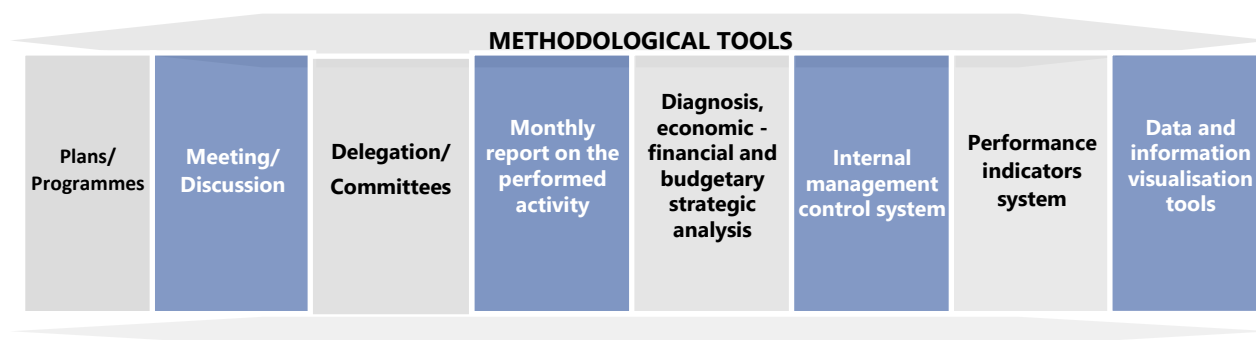 METHODOLOGICAL TOOLS
Plans/
Programmes
Meeting/
Discussion
Delegation/
Committees
Monthly
report on the
performed
activity
Diagnosis,
economic -
financial and
budgetary
strategic
analysis
Internal
management
control system
Performance
indicators
system
Data and
information
visualisation
tools